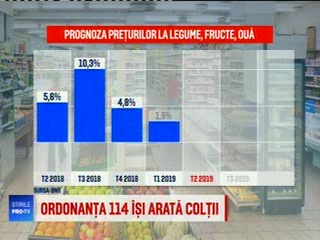 PROGNOZA PREȚURILOR LA LEGUME, FRUCTE, OUĂ
10,3%
5,6%
4,8%
1,8%
T2 2018 T3 2018 T4 2018 T1 2019 T2 2019 T3 2019
SURSA: BNR
ȘTIRILE
PRO•TV
ORDONANȚA 114 ÎȘI ARATĂ COLȚII